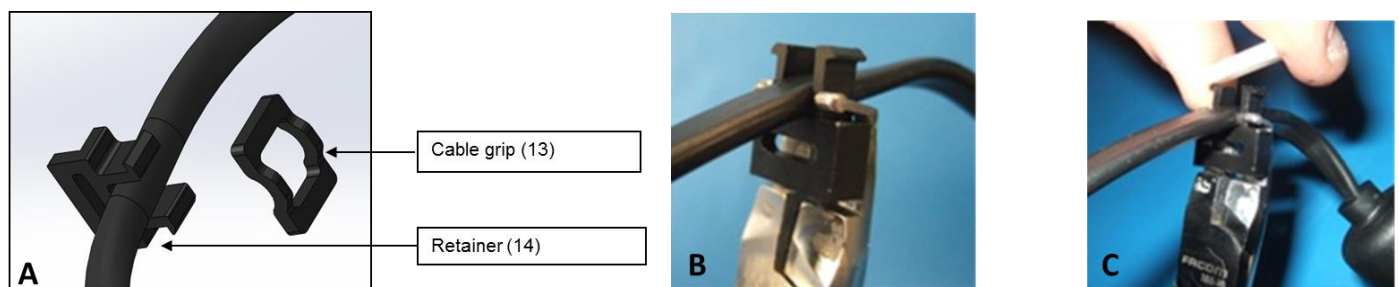 Cable grip (13)
Retainer (14)
A
B
C
FACOM